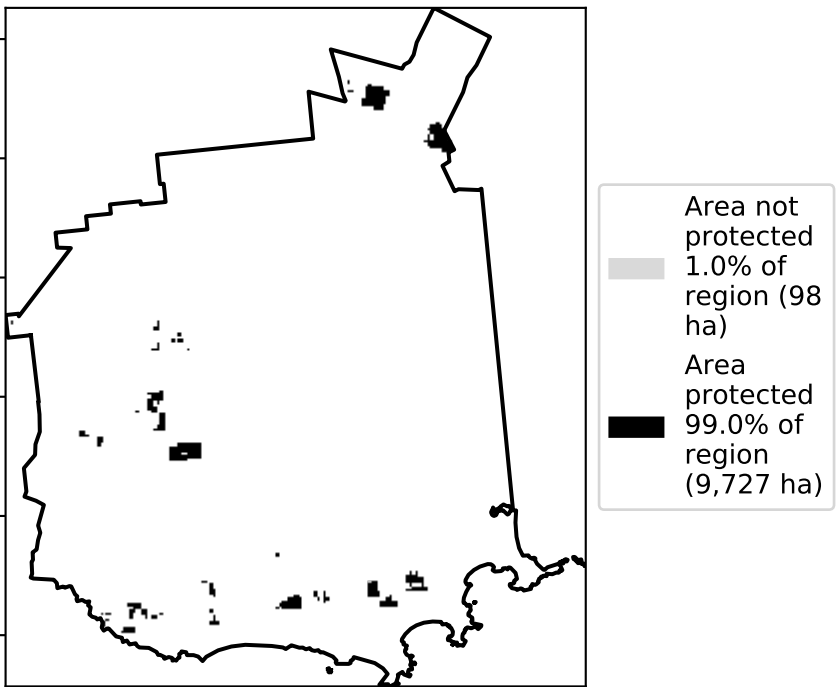 Area not
protected
1.0% of
region (98
ha)
Area
protected
99.0% of
region
(9,727 ha)